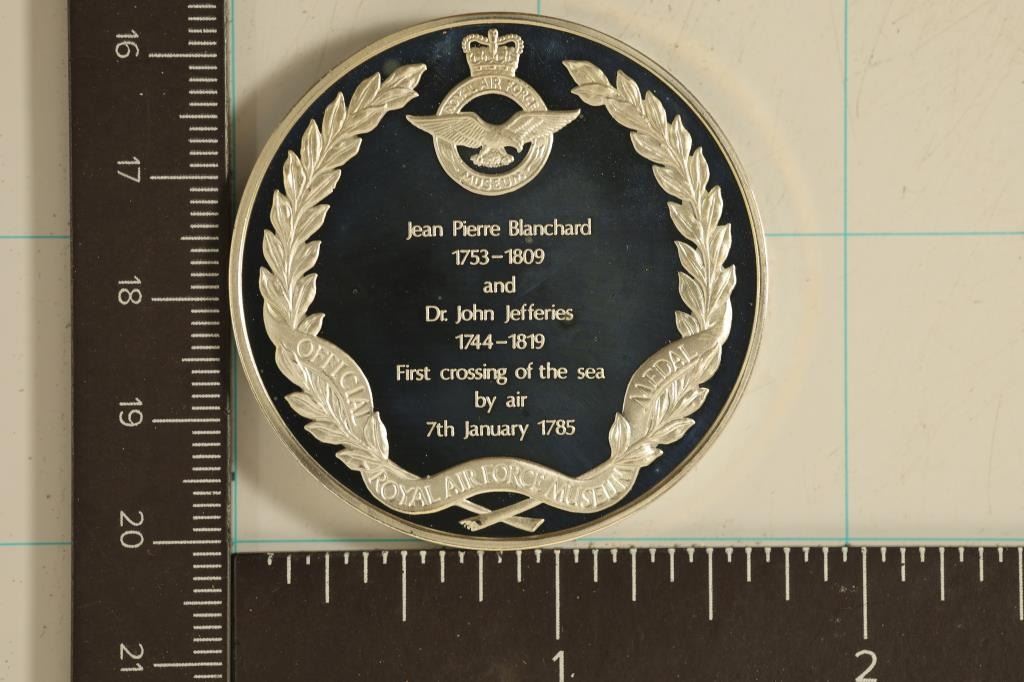 ROYAL AIR FORCE
MUSEUM
Jean Pierre Blanchard
1753–1809
and
Dr. John Jefferies
1744–1819
First crossing of the sea
by air
7th January 1785
OFFICIAL
MEDAL
ROYAL AIR FORCE MUSEUM
16
17
18
19
20
21
1
2